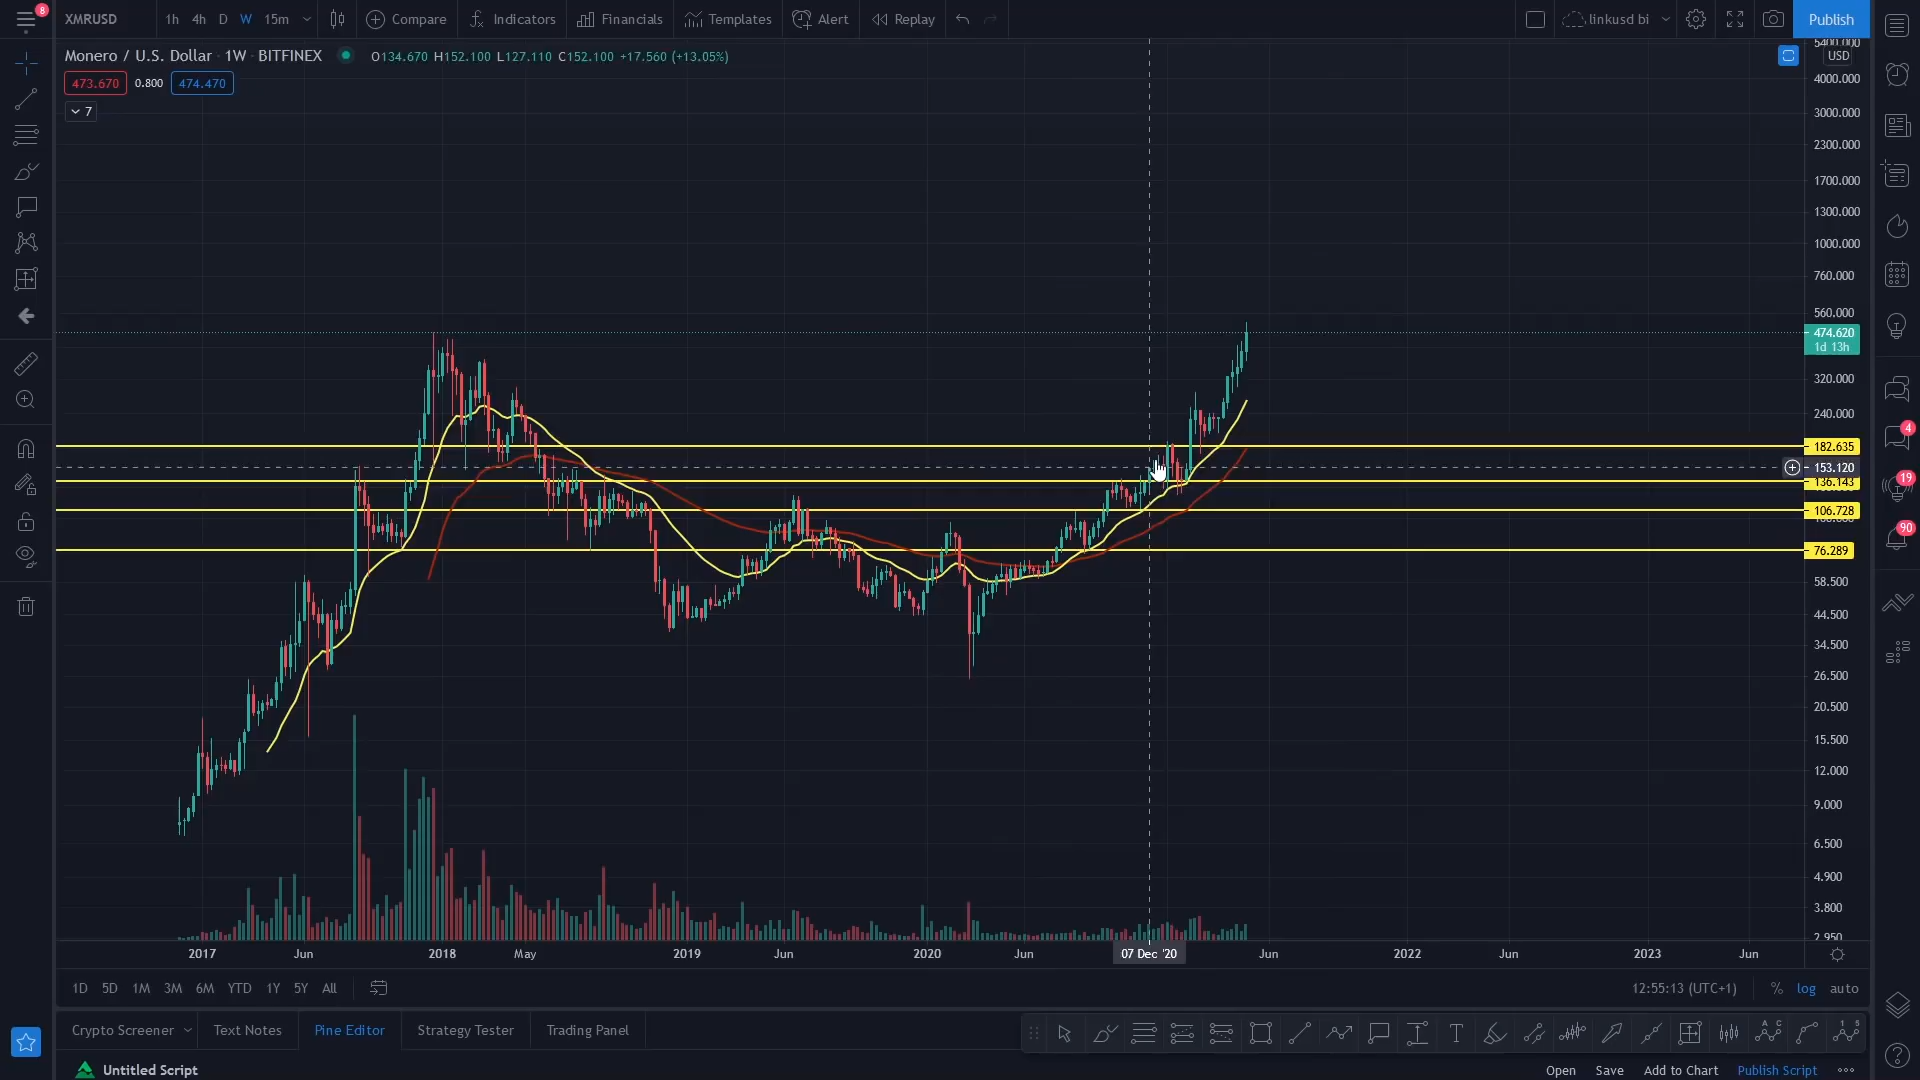 8
XMRUSD
1h 4h D W 15m
Compare
Indicators
Financials
Templates
Alert
Replay
linkusd bi
Publish
Monero / U.S. Dollar · 1W · BITFINEX
O134.670 H152.100 L127.110 C152.100 +17.560 (+13.05%)
473.670 0.800 474.470
7
5400.000
USD
4000.000
3000.000
2300.000
1700.000
1300.000
1000.000
760.000
560.000
474.620
1d 13h
320.000
240.000
182.635
153.120
136.143
106.728
76.289
58.500
44.500
34.500
26.500
20.500
15.500
12.000
9.000
6.500
4.900
3.800
2.950
4
19
90
2017 Jun 2018 May 2019 Jun 2020 Jun 07 Dec '20 Jun 2022 Jun 2023 Jun
1D 5D 1M 3M 6M YTD 1Y 5Y All
12:55:13 (UTC+1) % log auto
Crypto Screener
Text Notes
Pine Editor
Strategy Tester
Trading Panel
Untitled Script
Open Save Add to Chart Publish Script